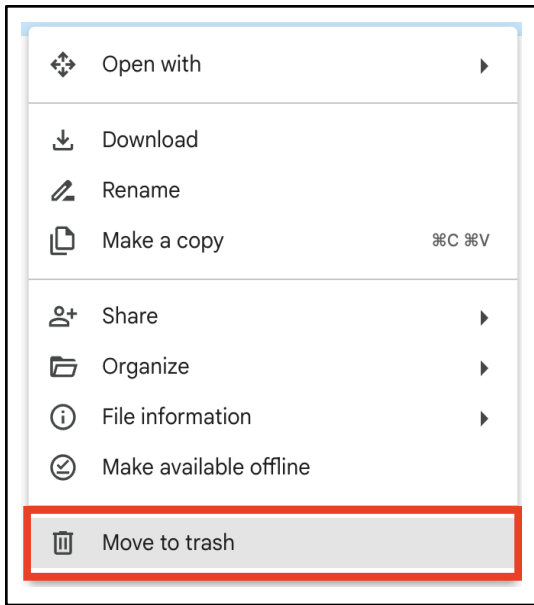 Open with
Download
Rename
Make a copy ⌘C ⌘V
Share
Organize
File information
Make available offline
Move to trash